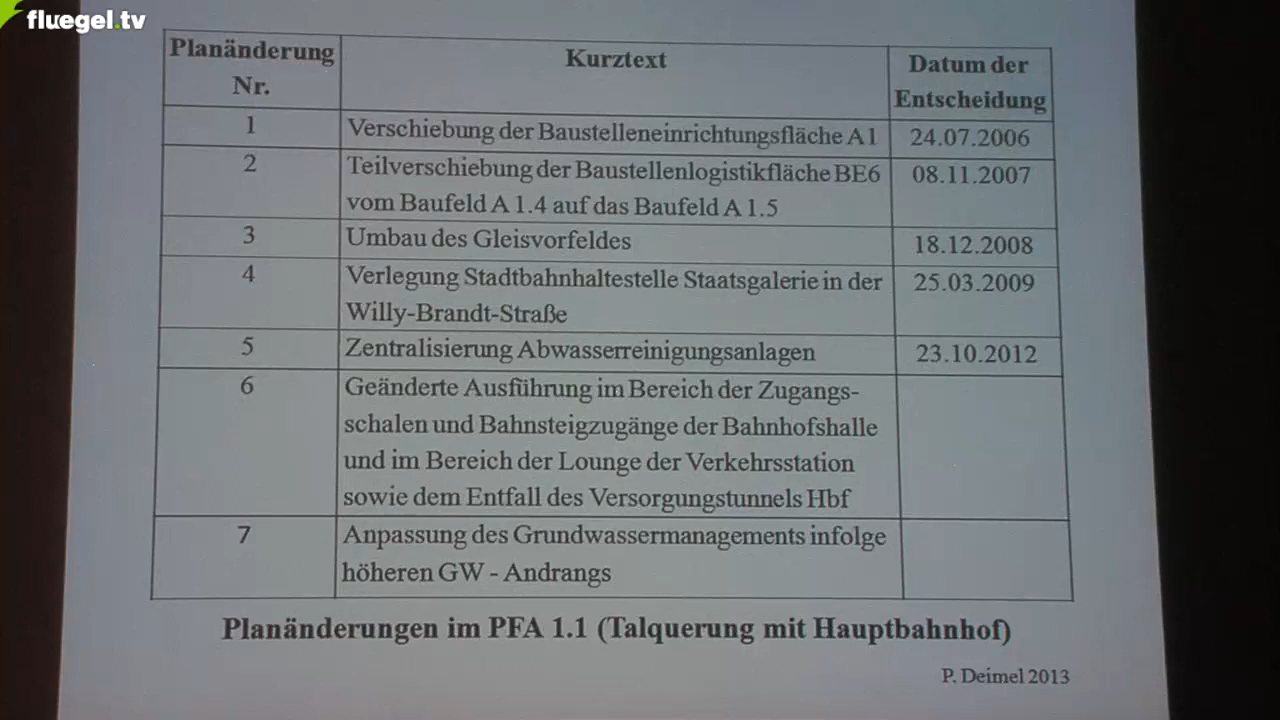 fluegel.tv
Planänderung
Nr.
Kurztext
Datum der
Entscheidung
1
Verschiebung der Baustelleneinrichtungsfläche A1
24.07.2006
2
Teilverschiebung der Baustellenlogistikfläche BE6
vom Baufeld A 1.4 auf das Baufeld A 1.5
08.11.2007
3
Umbau des Gleisvorfeldes
18.12.2008
4
Verlegung Stadtbahnhaltestelle Staatsgalerie in der
Willy-Brandt-Straße
25.03.2009
5
Zentralisierung Abwasserreinigungsanlagen
23.10.2012
6
Geänderte Ausführung im Bereich der Zugangs-
schalen und Bahnsteigzugänge der Bahnhofshalle
und im Bereich der Lounge der Verkehrsstation
sowie dem Entfall des Versorgungstunnels Hbf
7
Anpassung des Grundwassermanagements infolge
höheren GW - Andrangs
Planänderungen im PFA 1.1 (Talquerung mit Hauptbahnhof)
P. Deimel 2013